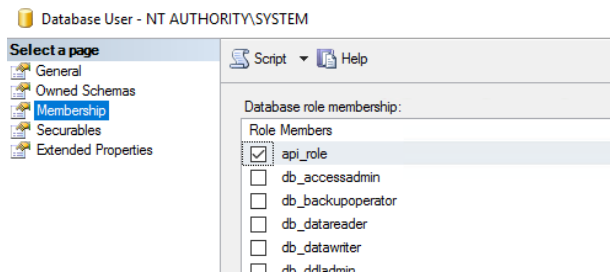 Database User - NT AUTHORITY\SYSTEM
Select a page
General
Owned Schemas
Membership
Securables
Extended Properties
Script
Help
Database role membership:
Role Members
api_role
db_accessadmin
db_backupoperator
db_datareader
db_datawriter
db_ddladmin